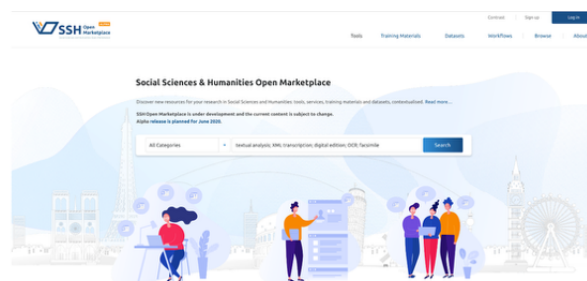 Contrast
Sign up
Log in
SSH Open
Marketplace
Tools
Training Materials
Datasets
Workflows
Browse
About
Social Sciences & Humanities Open Marketplace
Discover new resources for your research in Social Sciences and Humanities: tools, services, training materials and datasets, contextualised. Read more...
SSH Open Marketplace is under development and the current content is subject to change.
Alpha release is planned for June 2020.
All Categories
textual analysis; XML transcription; digital edition; OCR; facsimile
Search